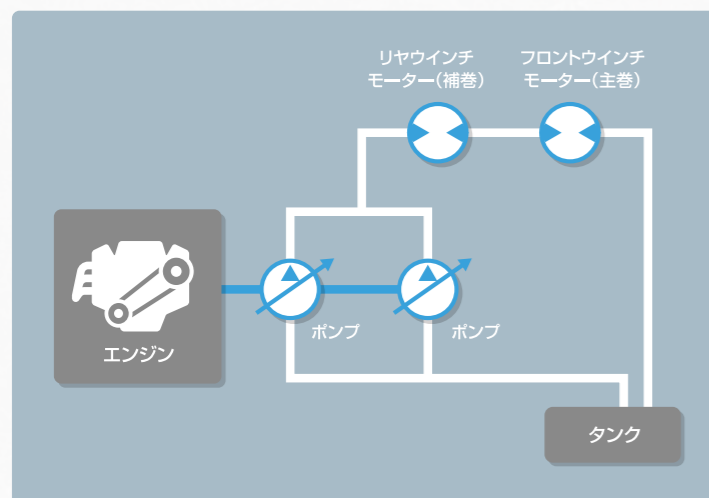 リヤウインチ
モーター(補巻)
フロントウインチ
モーター(主巻)
エンジン
ポンプ
ポンプ
タンク